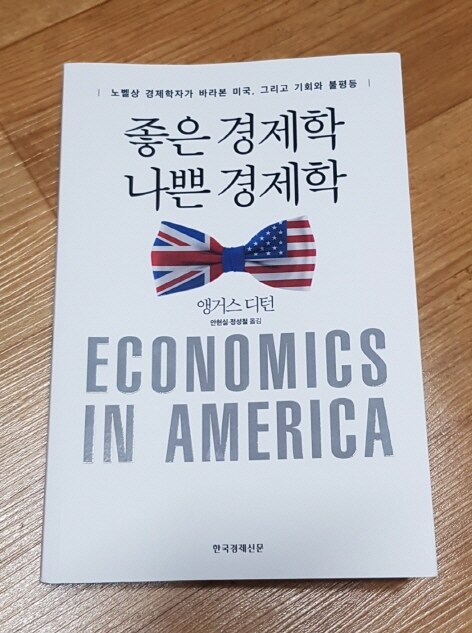 노벨상 경제학자가 바라본 미국, 그리고 기회와 불평등
좋은 경제학
나쁜 경제학
앵거스 디턴
안현실·정성철 옮김
ECONOMICS
IN AMERICA
한국경제신문